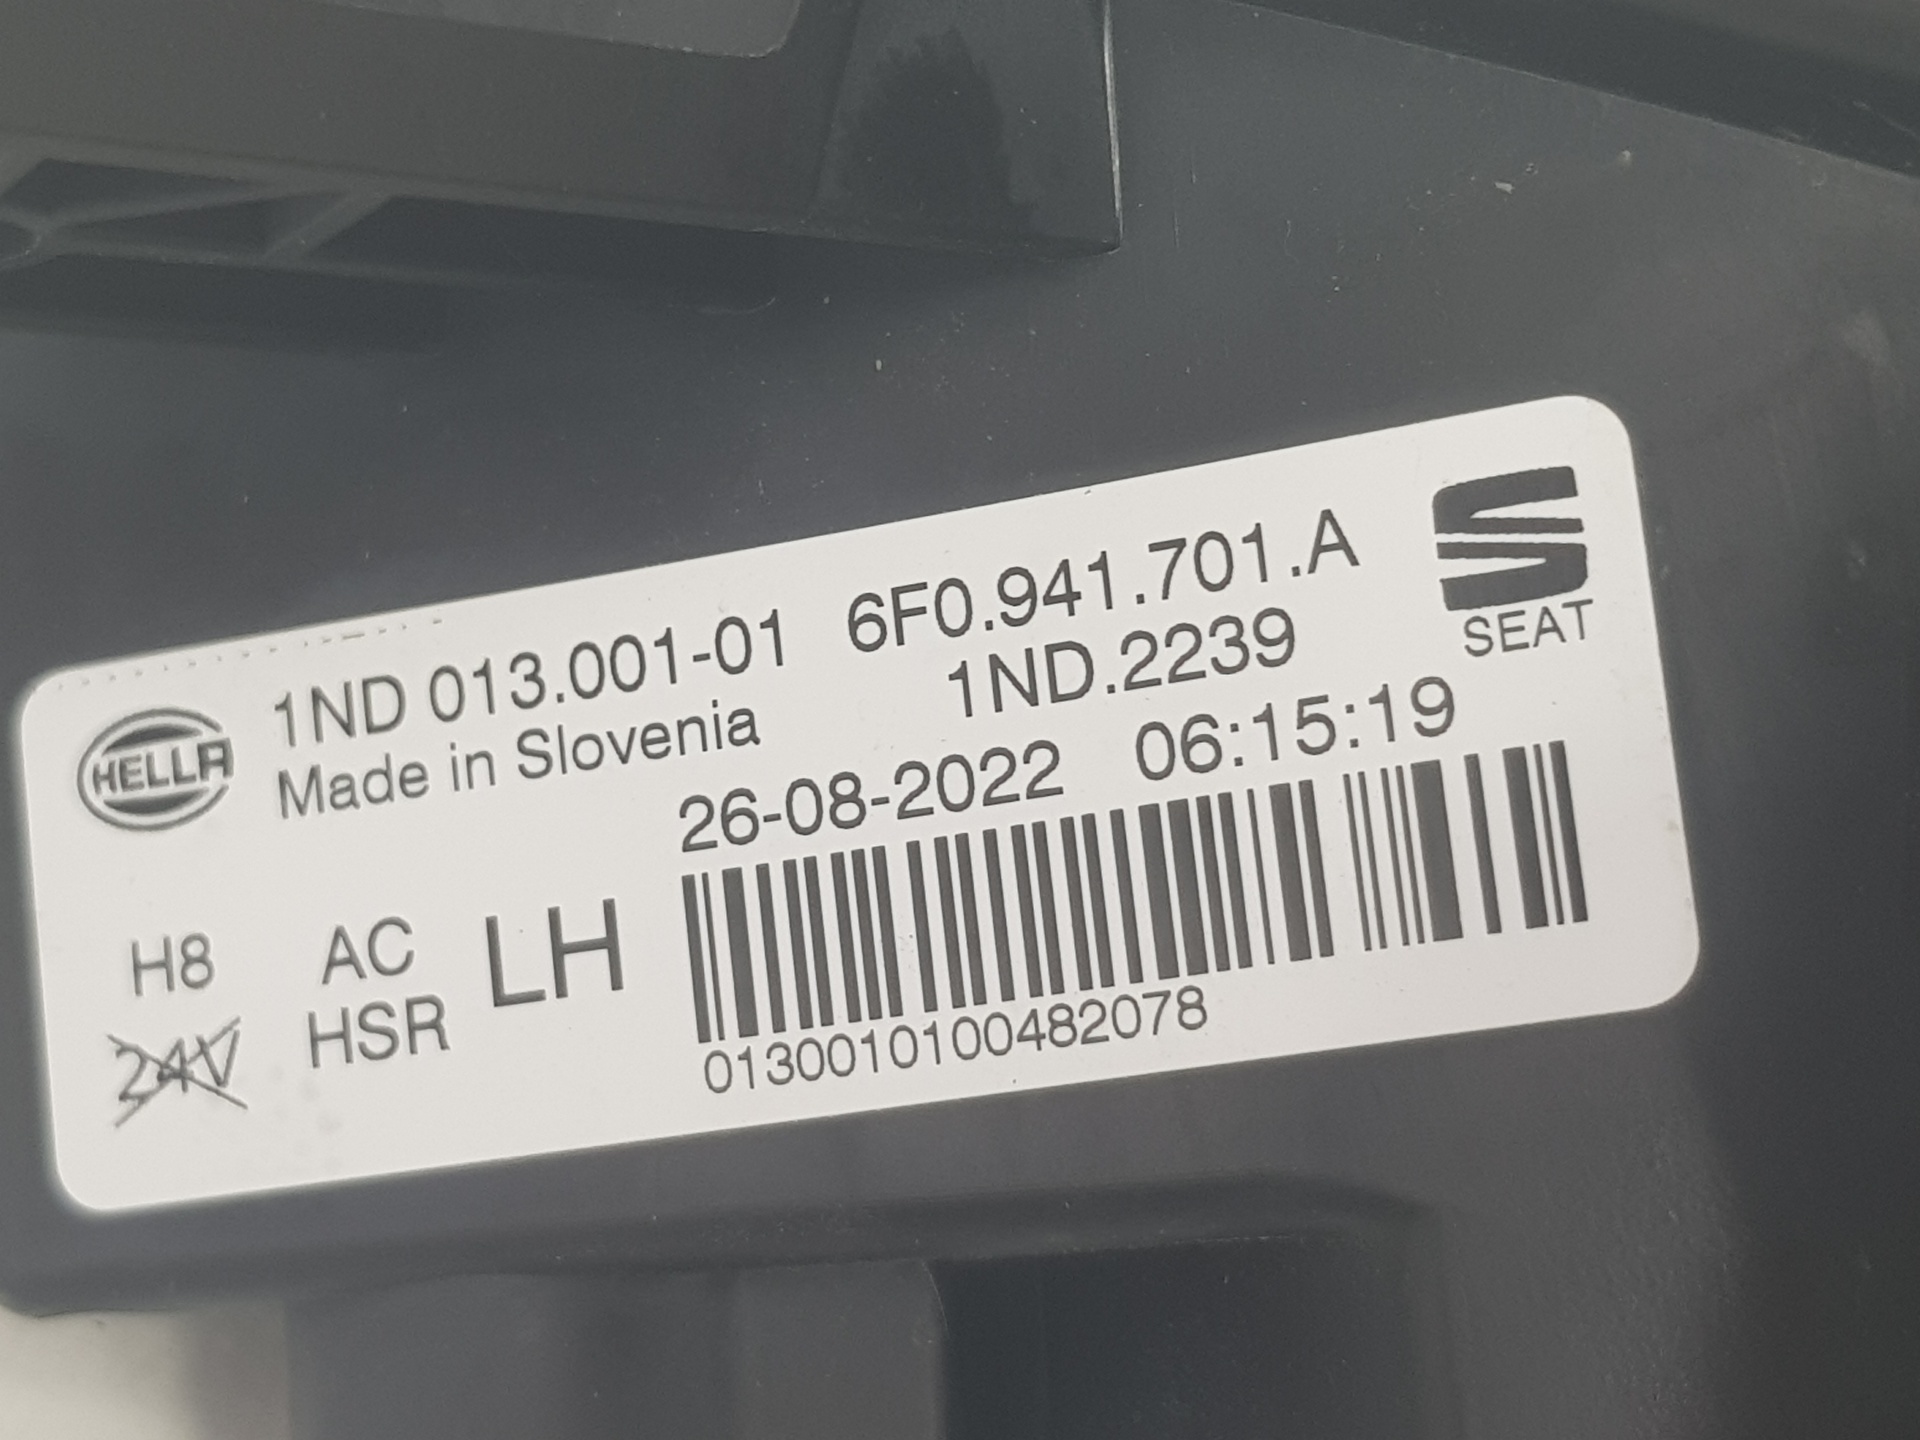 HELLA
1ND 013.001-01 6F0.941.701.A
Made in Slovenia 1ND.2239
SEAT
26-08-2022 06:15:19
H8 AC LH
24V HSR
0130010100482078